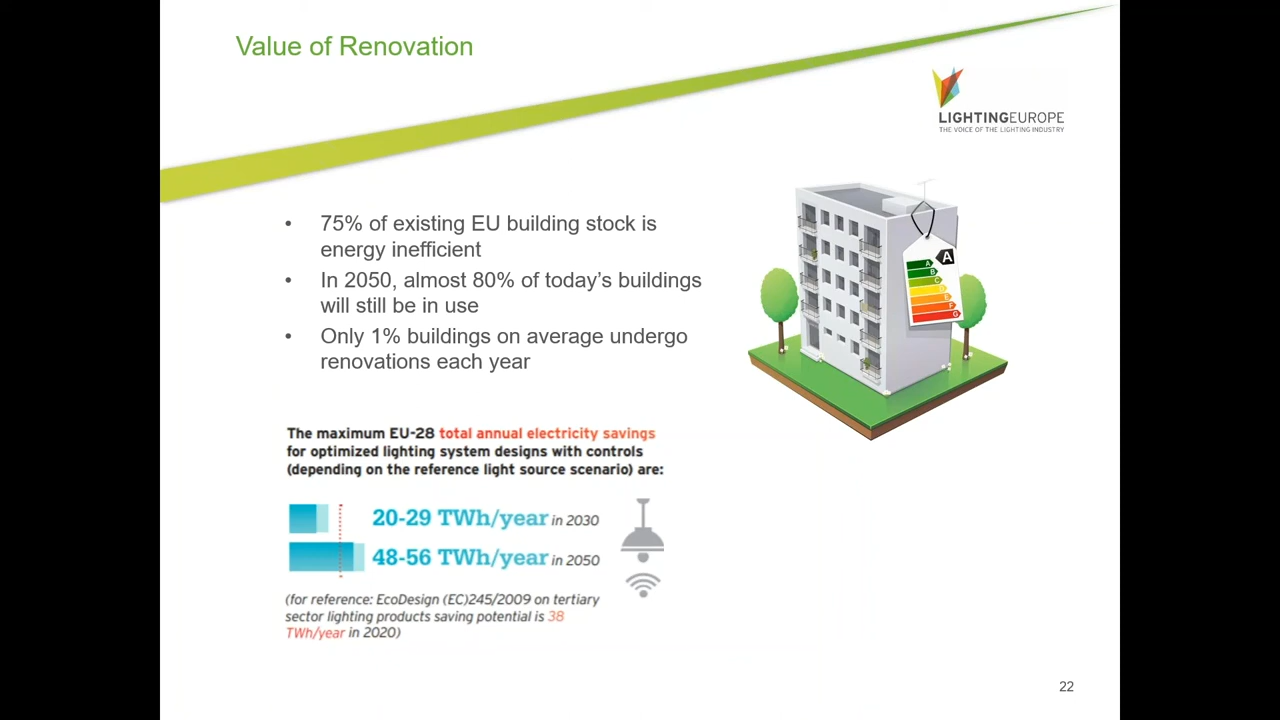 Value of Renovation
LIGHTINGEUROPE
THE VOICE OF THE LIGHTING INDUSTRY
• 75% of existing EU building stock is
energy inefficient
• In 2050, almost 80% of today’s buildings
will still be in use
• Only 1% buildings on average undergo
renovations each year
A
A
B
C
D
E
F
G
The maximum EU-28 total annual electricity savings
for optimized lighting system designs with controls
(depending on the reference light source scenario) are:
20-29 TWh/year in 2030
48-56 TWh/year in 2050
(for reference: EcoDesign (EC)245/2009 on tertiary
sector lighting products saving potential is 38
TWh/year in 2020)
22